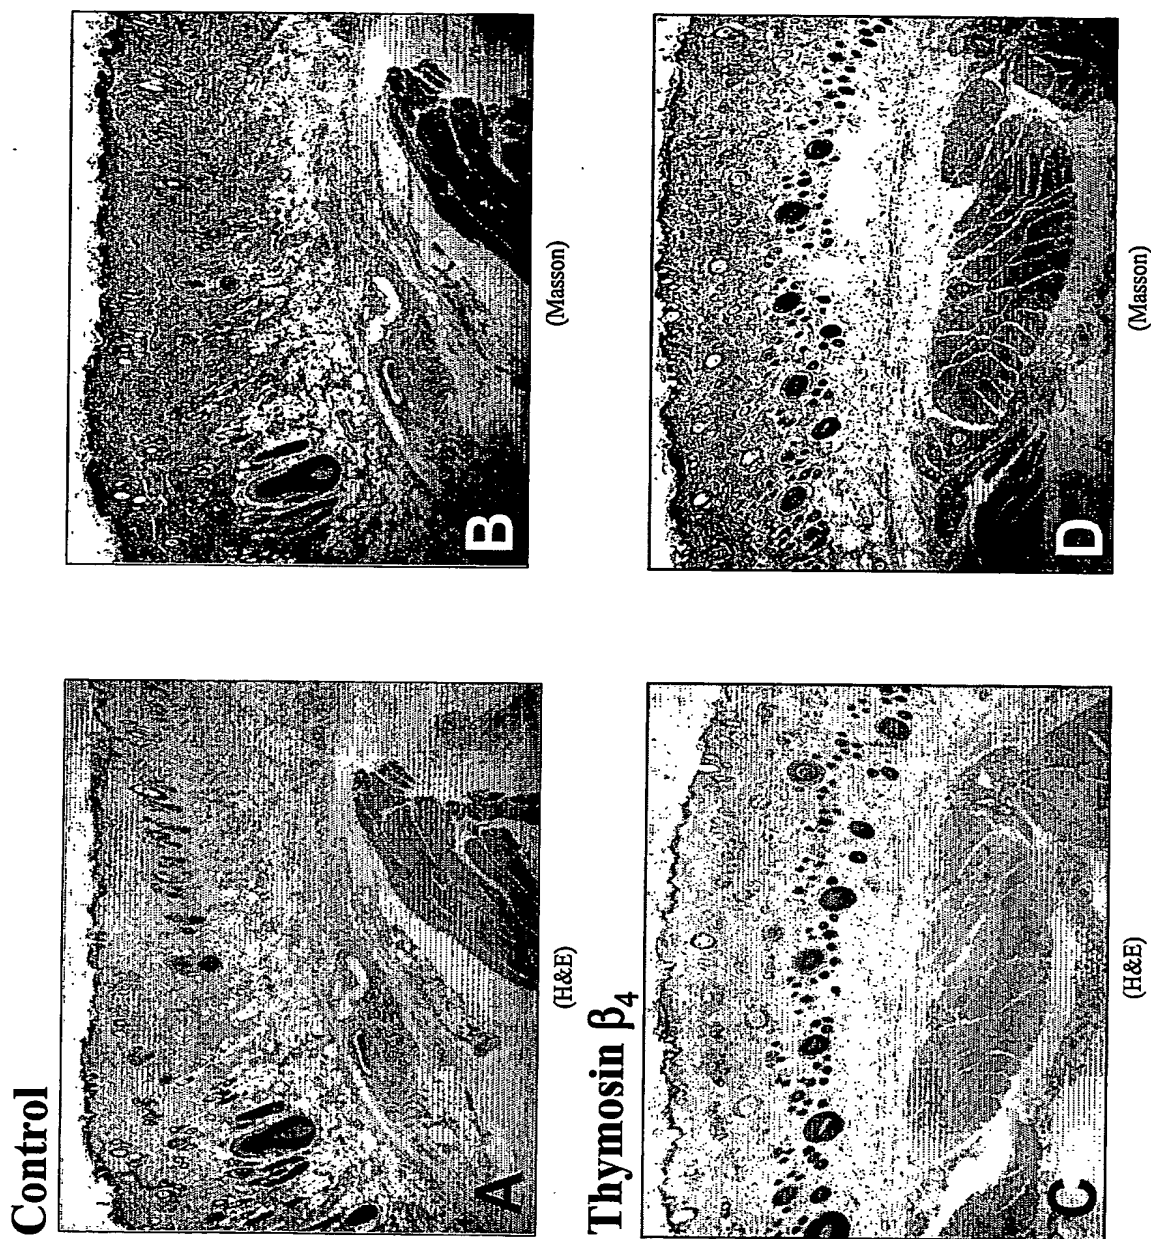 Control
A
(H&E)
B
(Masson)
Thymosin β4
C
(H&E)
D
(Masson)